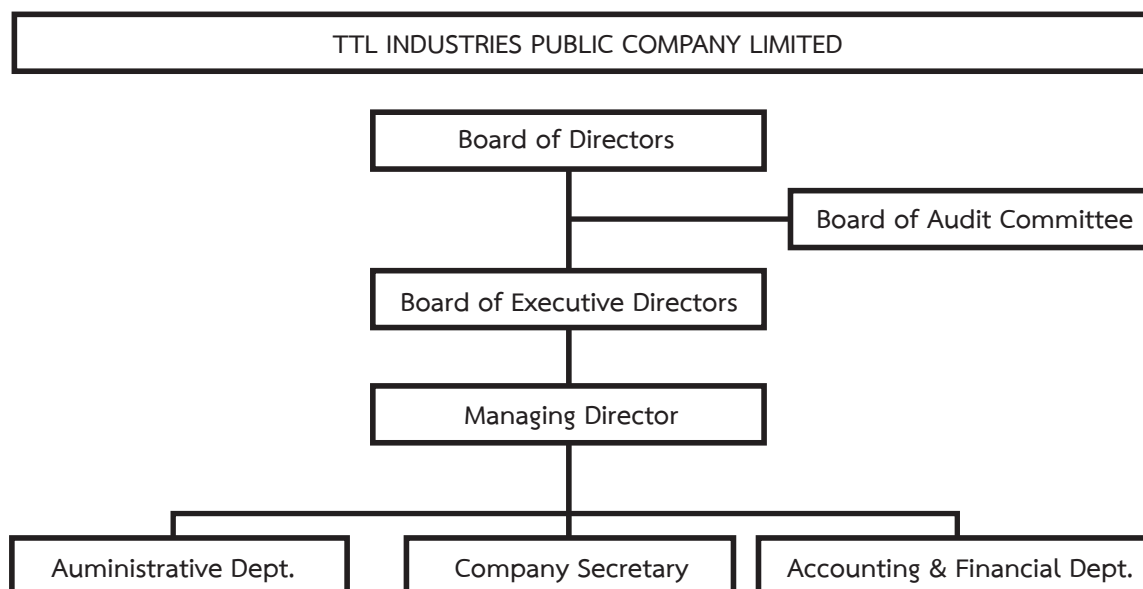 TTL INDUSTRIES PUBLIC COMPANY LIMITED
Board of Directors
Board of Audit Committee
Board of Executive Directors
Managing Director
Auministrative Dept.
Company Secretary
Accounting & Financial Dept.